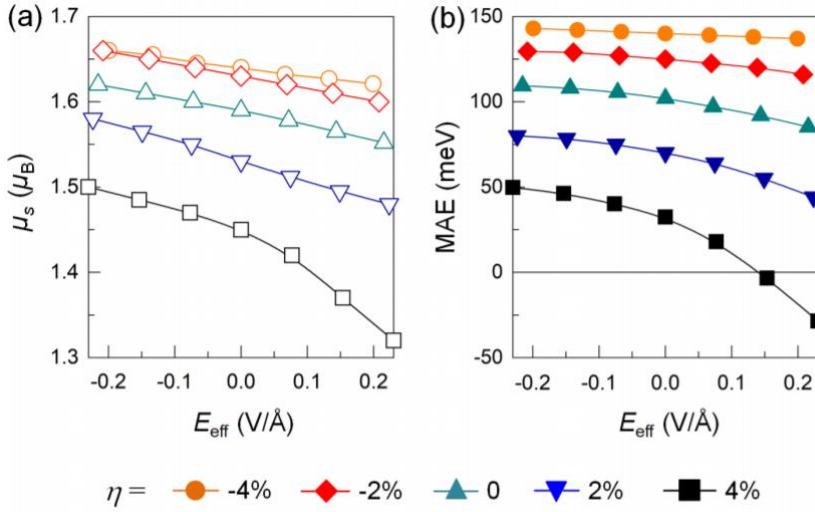 (a)
1.7
1.6
1.5
1.4
1.3
μs (μB)
-0.2 -0.1 0.0 0.1 0.2
Eeff (V/Å)
(b)
150
100
50
0
-50
MAE (meV)
-0.2 -0.1 0.0 0.1 0.2
Eeff (V/Å)
η = -4% -2% 0 2% 4%